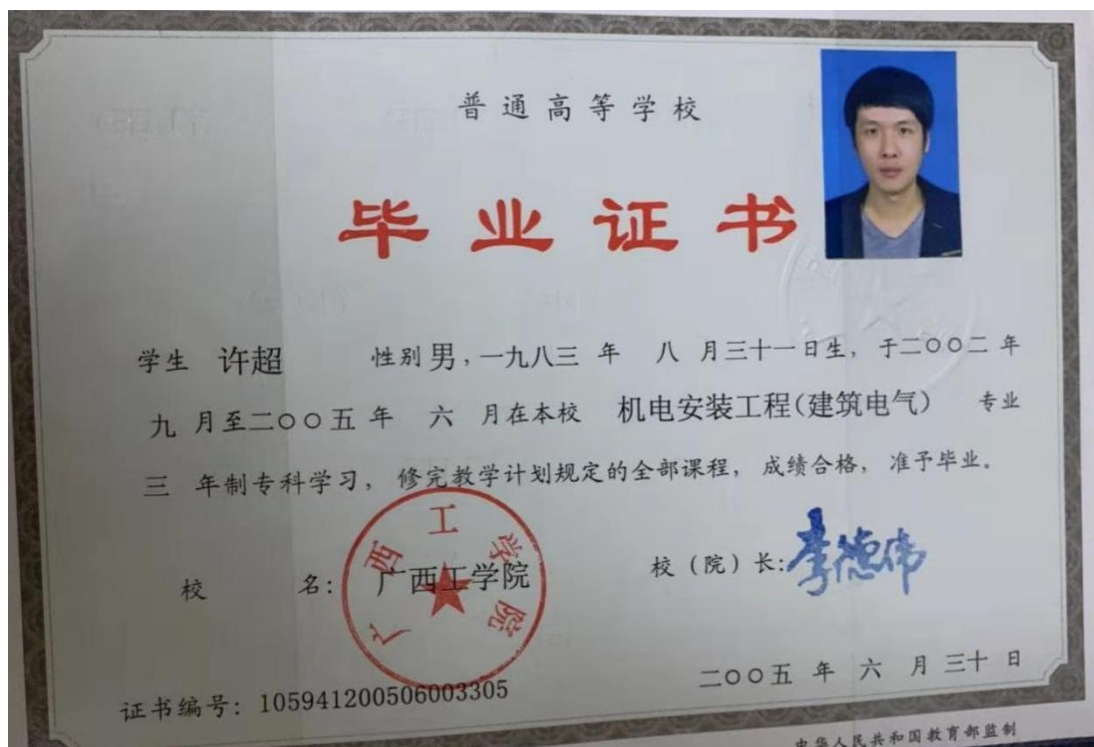 普通高等学校
毕业证书
学生 许超 性别 男，一九八三 年 八 月三十一日生，于二〇〇二 年
九 月至二〇〇五 年 六 月在本校 机电安装工程（建筑电气） 专业
三 年制专科学习，修完教学计划规定的全部课程，成绩合格，准予毕业。
校 名：广西工学院
广西工学院
校（院）长：李德伟
二〇〇五 年 六 月 三十 日
证书编号：105941200506003305
中华人民共和国教育部监制